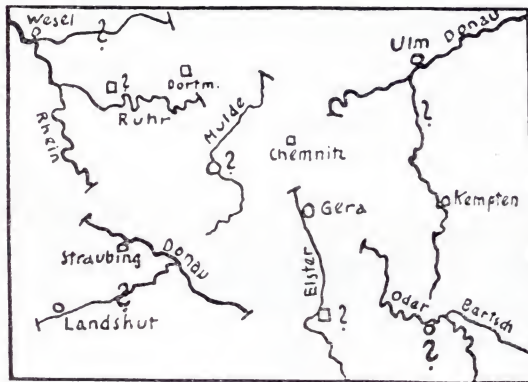 Wesel
?
Donau
Ulm
? Dortm.
Ruhr
Rhein
Mulde
?
?
Chemnitz
Kempten
Gera
Straubing
Donau
?
Landshut
Elster
?
Oder
Bartsch
?